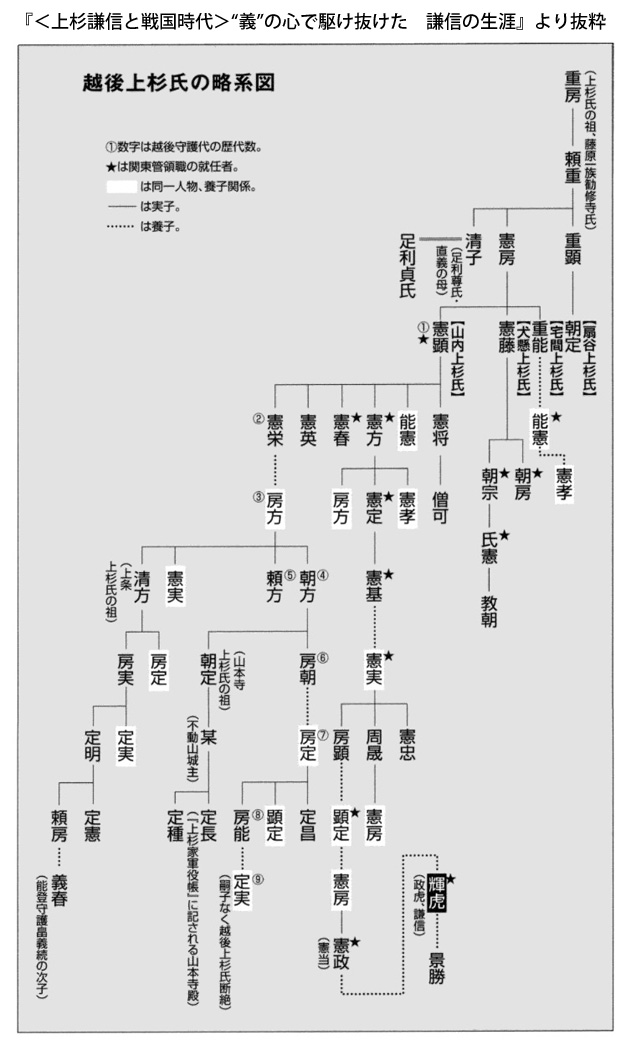 『＜上杉謙信と戦国時代＞“義”の心で駆け抜けた　謙信の生涯』より抜粋
越後上杉氏の略系図
①数字は越後守護代の歴代数。
★は関東管領職の就任者。
は同一人物、養子関係。
は実子。
は養子。
重房
（上杉氏の祖、藤原一族勧修寺氏）
頼重
重顕
憲房
清子
（足利尊氏・
直義の母）
足利貞氏
【扇谷上杉氏】
朝定
【宅間上杉氏】
重能
【犬懸上杉氏】
憲藤
【山内上杉氏】
憲顕
①★
能憲★
憲孝
朝房★
朝宗★
氏憲★
教朝
憲将
能憲
憲方★
憲春★
憲英
②憲栄
僧可
憲孝
憲定★
房方
③房方
憲基★
朝方④
頼方⑤
憲実
清方
（上条
上杉氏の祖）
憲実★
房朝⑥
朝定
（山本寺
上杉氏の祖）
房定
房実
憲忠
周晟
房顕
房定⑦
某
（不動山城主）
定実
定明
憲房
顕定★
定昌
顕定
⑧
房能
定長
（『上杉家軍役帳』に記される山本寺殿）
定種
定憲
頼房
憲房
定実⑨
（嗣子なく越後上杉氏断絶）
義春
（能登守護畠義続の次子）
憲政★
（憲当）
輝虎★
（政虎、謙信）
景勝